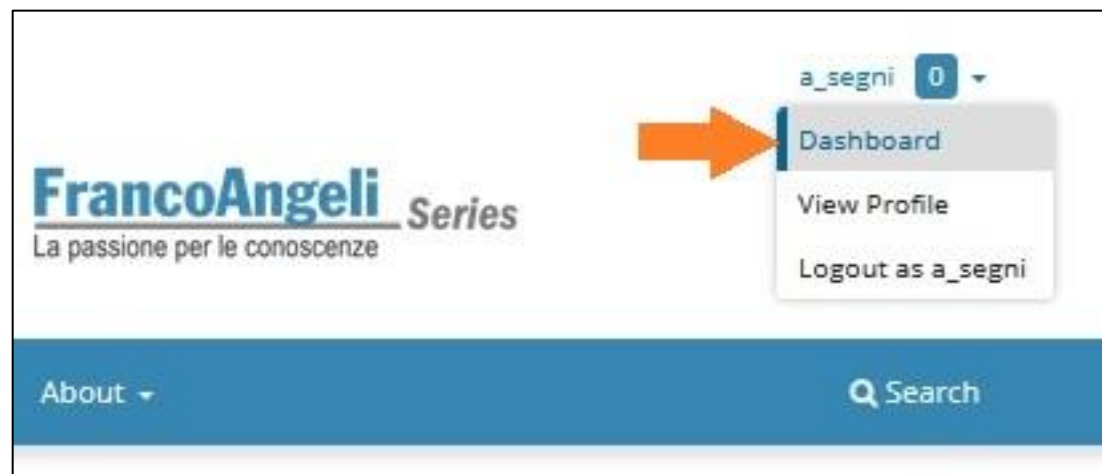 a_segni 0
Dashboard
View Profile
Logout as a_segni
FrancoAngeli Series
La passione per le conoscenze
About
Search